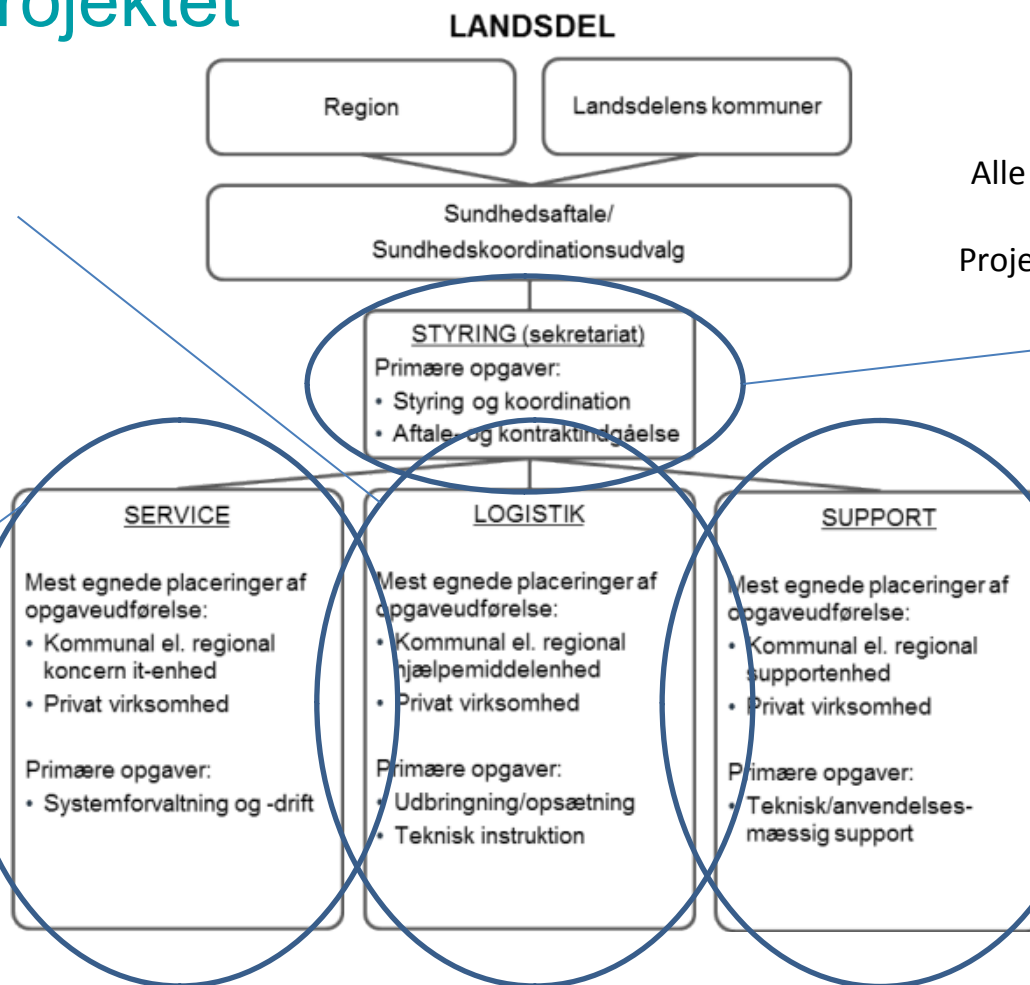 rojektet
LANDSDEL
Region
Landsdelens kommuner
Alle
Sundhedsaftale/
Sundhedskoordinationsudvalg
Proje
STYRING (sekretariat)
Primære opgaver:
• Styring og koordination
• Aftale- og kontraktindgåelse
SERVICE
Mest egnede placeringer af
opgaveudførelse:
• Kommunal el. regional
koncern it-enhed
• Privat virksomhed
Primære opgaver:
• Systemforvaltning og -drift
LOGISTIK
Mest egnede placeringer af
opgaveudførelse:
• Kommunal el. regional
hjælpemiddelenhed
• Privat virksomhed
Primære opgaver:
• Udbringning/opsætning
• Teknisk instruktion
SUPPORT
Mest egnede placeringer af
opgaveudførelse:
• Kommunal el. regional
supportenhed
• Privat virksomhed
Primære opgaver:
• Teknisk/anvendelses-
mæssig support